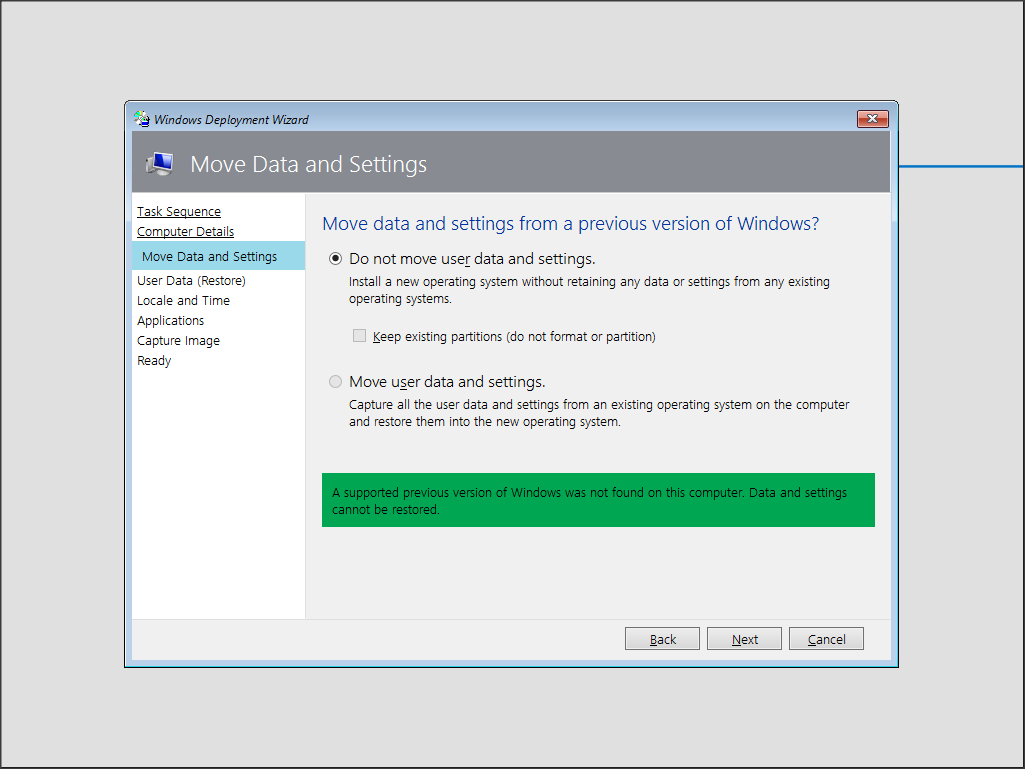 Windows Deployment Wizard
Move Data and Settings
Task Sequence
Computer Details
Move Data and Settings
User Data (Restore)
Locale and Time
Applications
Capture Image
Ready
Move data and settings from a previous version of Windows?
Do not move user data and settings.
Install a new operating system without retaining any data or settings from any existing
operating systems.
Keep existing partitions (do not format or partition)
Move user data and settings.
Capture all the user data and settings from an existing operating system on the computer
and restore them into the new operating system.
A supported previous version of Windows was not found on this computer. Data and settings
cannot be restored.
Back
Next
Cancel